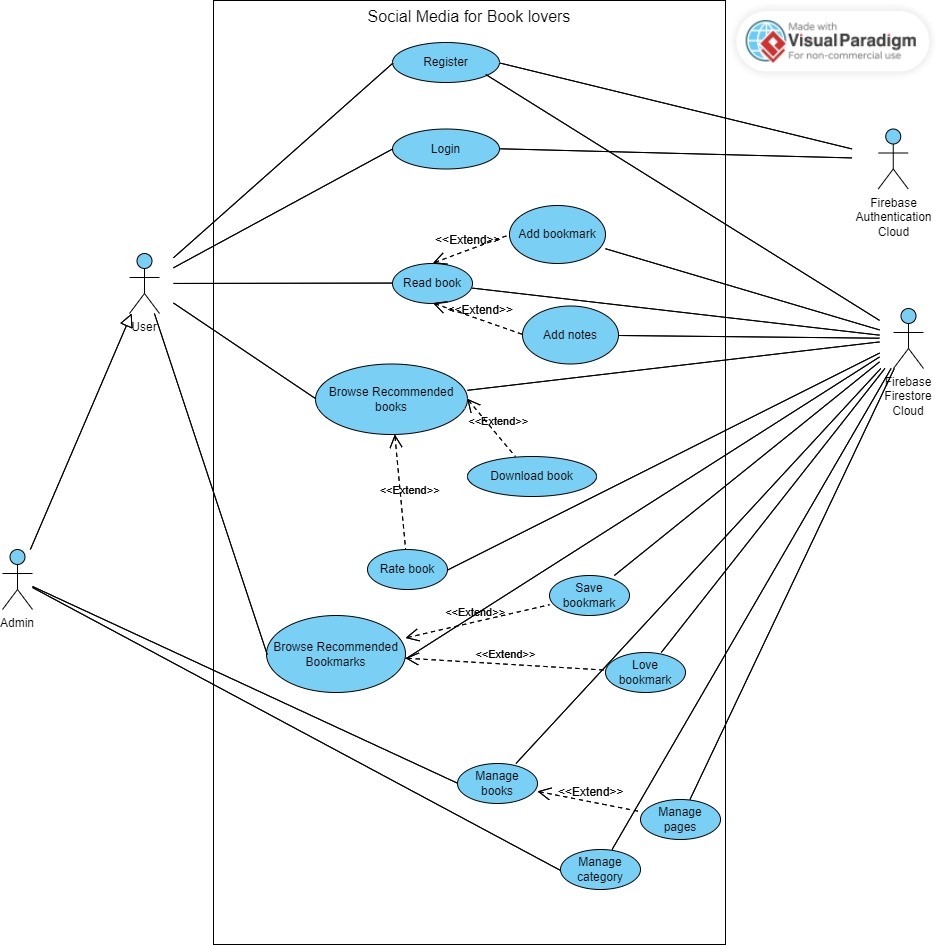 Social Media for Book lovers
Made with
VisualParadigm
For non-commercial use
Register
Login
Firebase
Authentication
Cloud
Add bookmark
<<Extend>>
Read book
<<Extend>>
User
Add notes
Firebase
Firestore
Cloud
Browse Recommended
books
<<Extend>>
Download book
<<Extend>>
Rate book
Admin
Save
bookmark
<<Extend>>
Browse Recommended
Bookmarks
<<Extend>>
Love
bookmark
Manage
books
<<Extend>>
Manage
pages
Manage
category